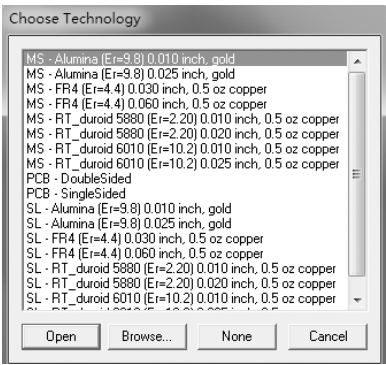 Choose Technology
MS - Alumina (Er=9.8) 0.010 inch, gold
MS - Alumina (Er=9.8) 0.025 inch, gold
MS - FR4 (Er=4.4) 0.030 inch, 0.5 oz copper
MS - FR4 (Er=4.4) 0.060 inch, 0.5 oz copper
MS - RT_duroid 5880 (Er=2.20) 0.010 inch, 0.5 oz copper
MS - RT_duroid 5880 (Er=2.20) 0.020 inch, 0.5 oz copper
MS - RT_duroid 6010 (Er=10.2) 0.010 inch, 0.5 oz copper
MS - RT_duroid 6010 (Er=10.2) 0.025 inch, 0.5 oz copper
PCB - DoubleSided
PCB - SingleSided
SL - Alumina (Er=9.8) 0.010 inch, gold
SL - Alumina (Er=9.8) 0.025 inch, gold
SL - FR4 (Er=4.4) 0.030 inch, 0.5 oz copper
SL - FR4 (Er=4.4) 0.060 inch, 0.5 oz copper
SL - RT_duroid 5880 (Er=2.20) 0.010 inch, 0.5 oz copper
SL - RT_duroid 5880 (Er=2.20) 0.020 inch, 0.5 oz copper
SL - RT_duroid 6010 (Er=10.2) 0.010 inch, 0.5 oz copper
Open Browse... None Cancel